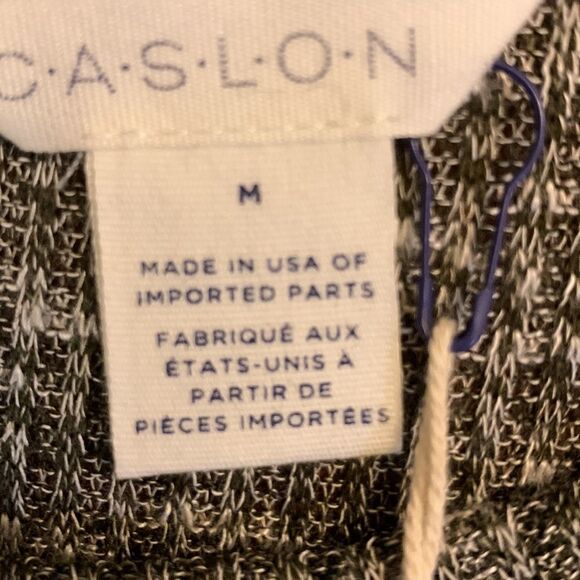 C·A·S·L·O·N
M
MADE IN USA OF
IMPORTED PARTS
FABRIQUÉ AUX
ÉTATS-UNIS À
PARTIR DE
PIÈCES IMPORTÉES